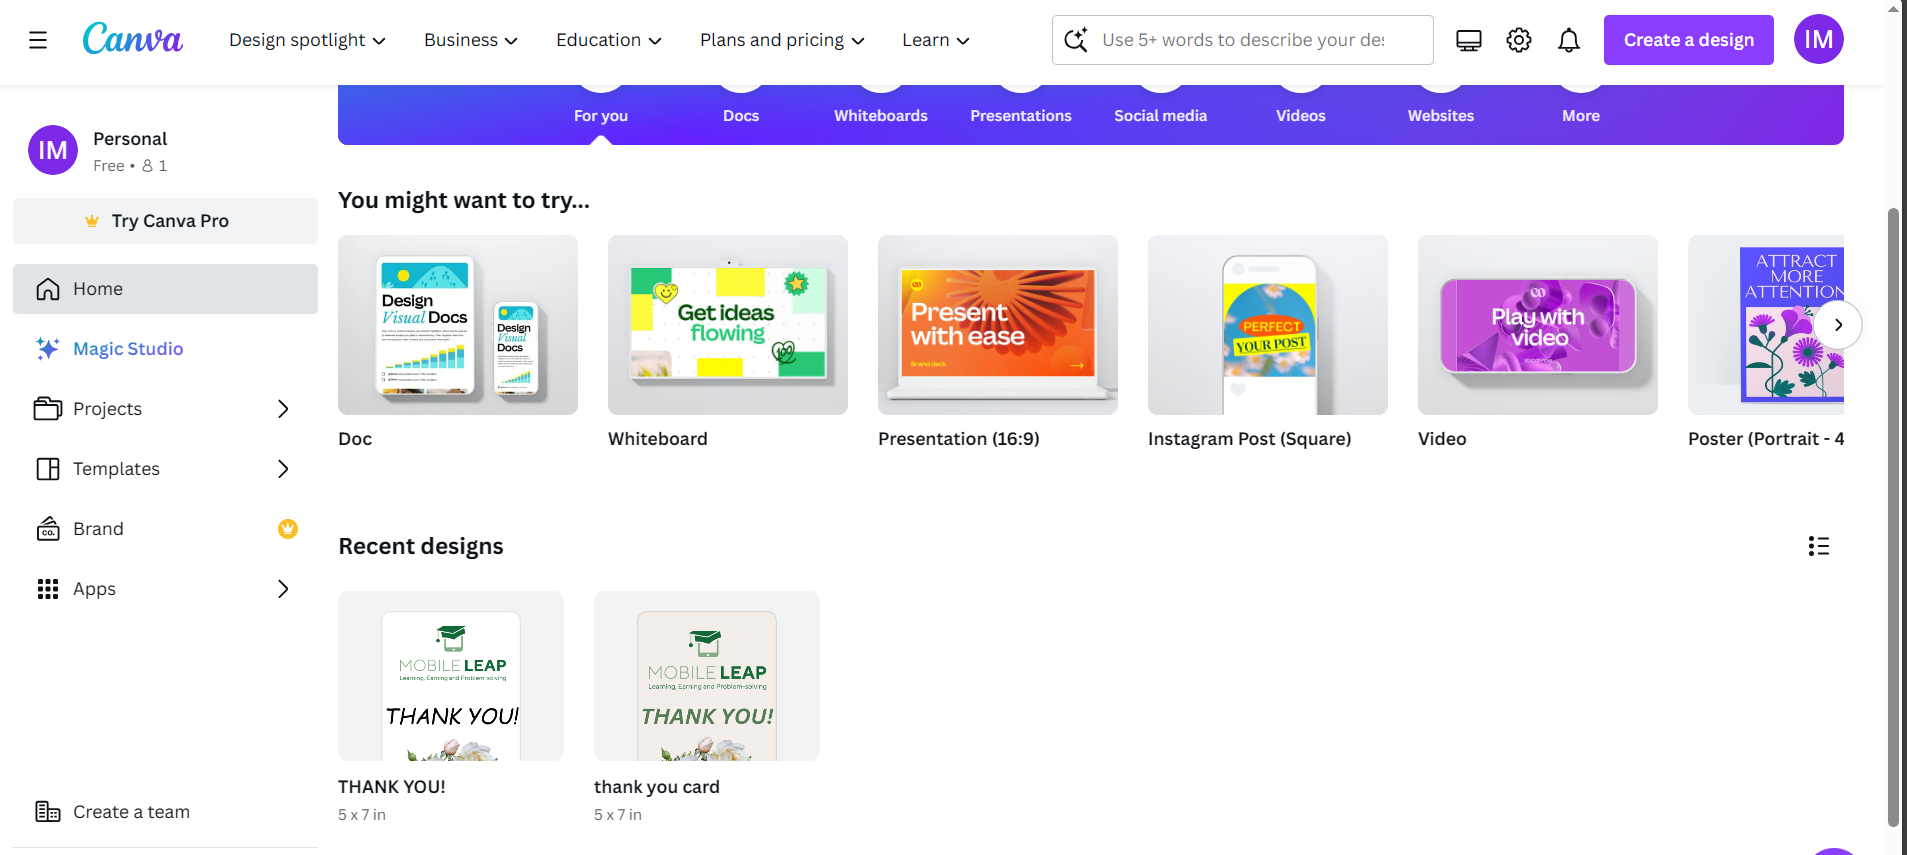 Canva
Design spotlight
Business
Education
Plans and pricing
Learn
Use 5+ words to describe your des
Create a design
IM
IM
Personal
Free • 1
Try Canva Pro
Home
Magic Studio
Projects
Templates
Brand
Apps
Create a team
For you
Docs
Whiteboards
Presentations
Social media
Videos
Websites
More
You might want to try...
Design
Visual Docs
Design
Visual
Docs
Get ideas
flowing
100
Present
with ease
Brand deck
PERFECT
YOUR POST
Play with
video
ATTRACT
MORE
ATTENTION
Doc
Whiteboard
Presentation (16:9)
Instagram Post (Square)
Video
Poster (Portrait - 4
Recent designs
MOBILE LEAP
Learning, Earning and Problem-solving
THANK YOU!
MOBILE LEAP
Learning, Earning and Problem-solving
THANK YOU!
THANK YOU!
5 x 7 in
thank you card
5 x 7 in